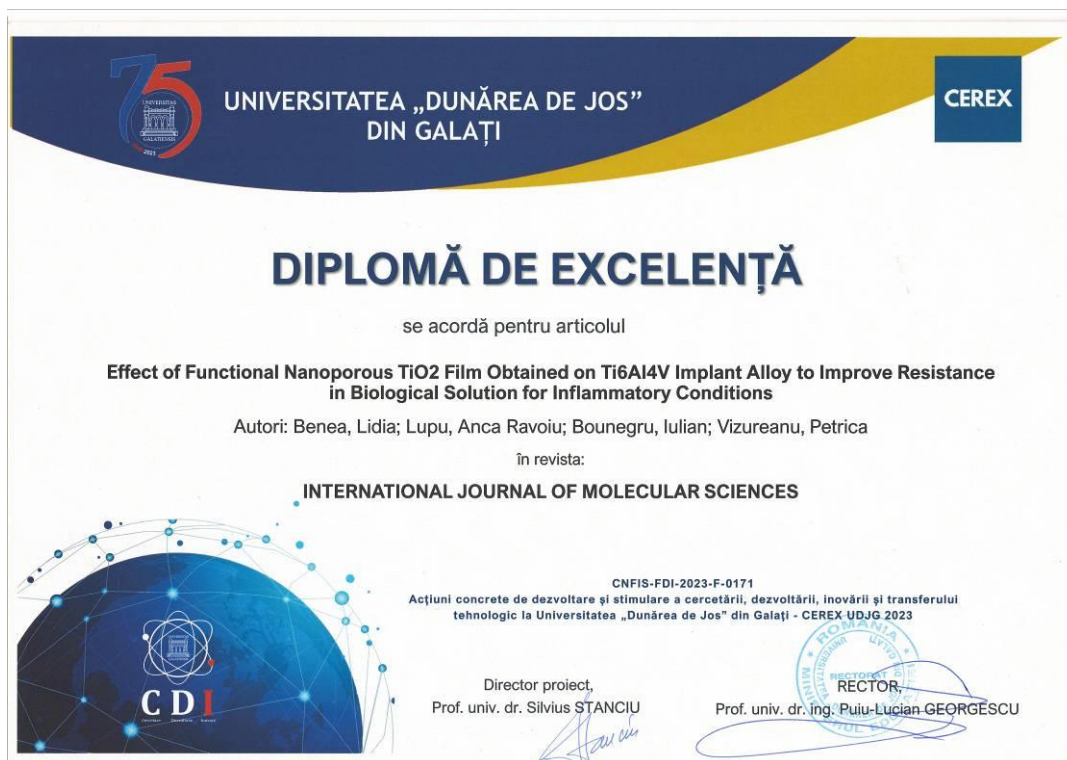 75
UNIVERSITAS
GALATIENSIS
2023
UNIVERSITATEA „DUNĂREA DE JOS”
DIN GALAȚI
CEREX
DIPLOMĂ DE EXCELENȚĂ
se acordă pentru articolul
Effect of Functional Nanoporous TiO2 Film Obtained on Ti6Al4V Implant Alloy to Improve Resistance
in Biological Solution for Inflammatory Conditions
Autori: Benea, Lidia; Lupu, Anca Ravoiu; Bounegru, Iulian; Vizureanu, Petrica
în revista:
INTERNATIONAL JOURNAL OF MOLECULAR SCIENCES
CNFIS-FDI-2023-F-0171
Acțiuni concrete de dezvoltare și stimulare a cercetării, dezvoltării, inovării și transferului
tehnologic la Universitatea „Dunărea de Jos” din Galați - CEREX UDJG 2023
ROMÂNIA
RECTORAT
CDI
Director proiect,
Prof. univ. dr. Silvius STANCIU
RECTOR,
Prof. univ. dr. ing. Puiu-Lucian GEORGESCU